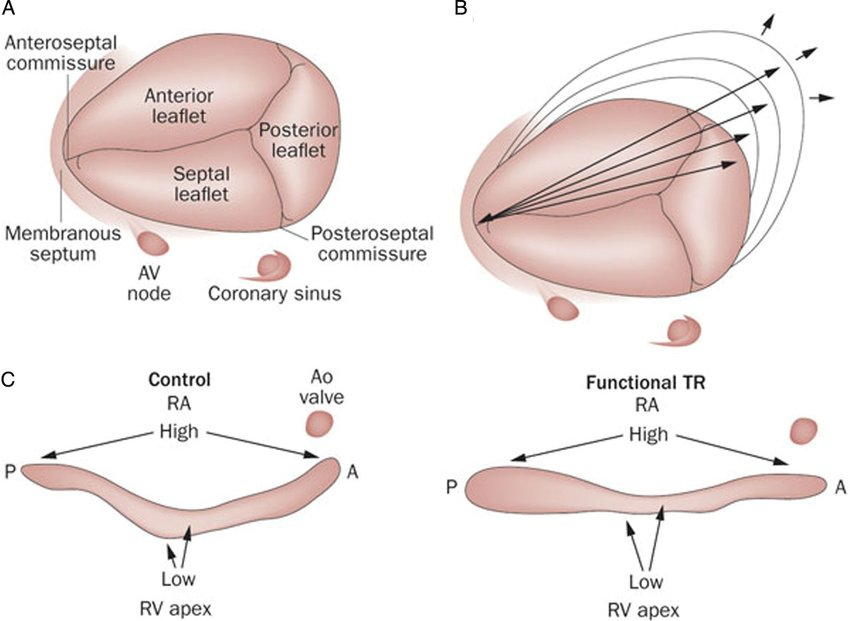 A
Anteroseptal
commissure
Anterior
leaflet
Posterior
leaflet
Septal
leaflet
Membranous
septum
AV
node
Coronary sinus
Posteroseptal
commissure
B
C
Control
RA
High
Ao
valve
P
A
Low
RV apex
Functional TR
RA
High
P
A
Low
RV apex